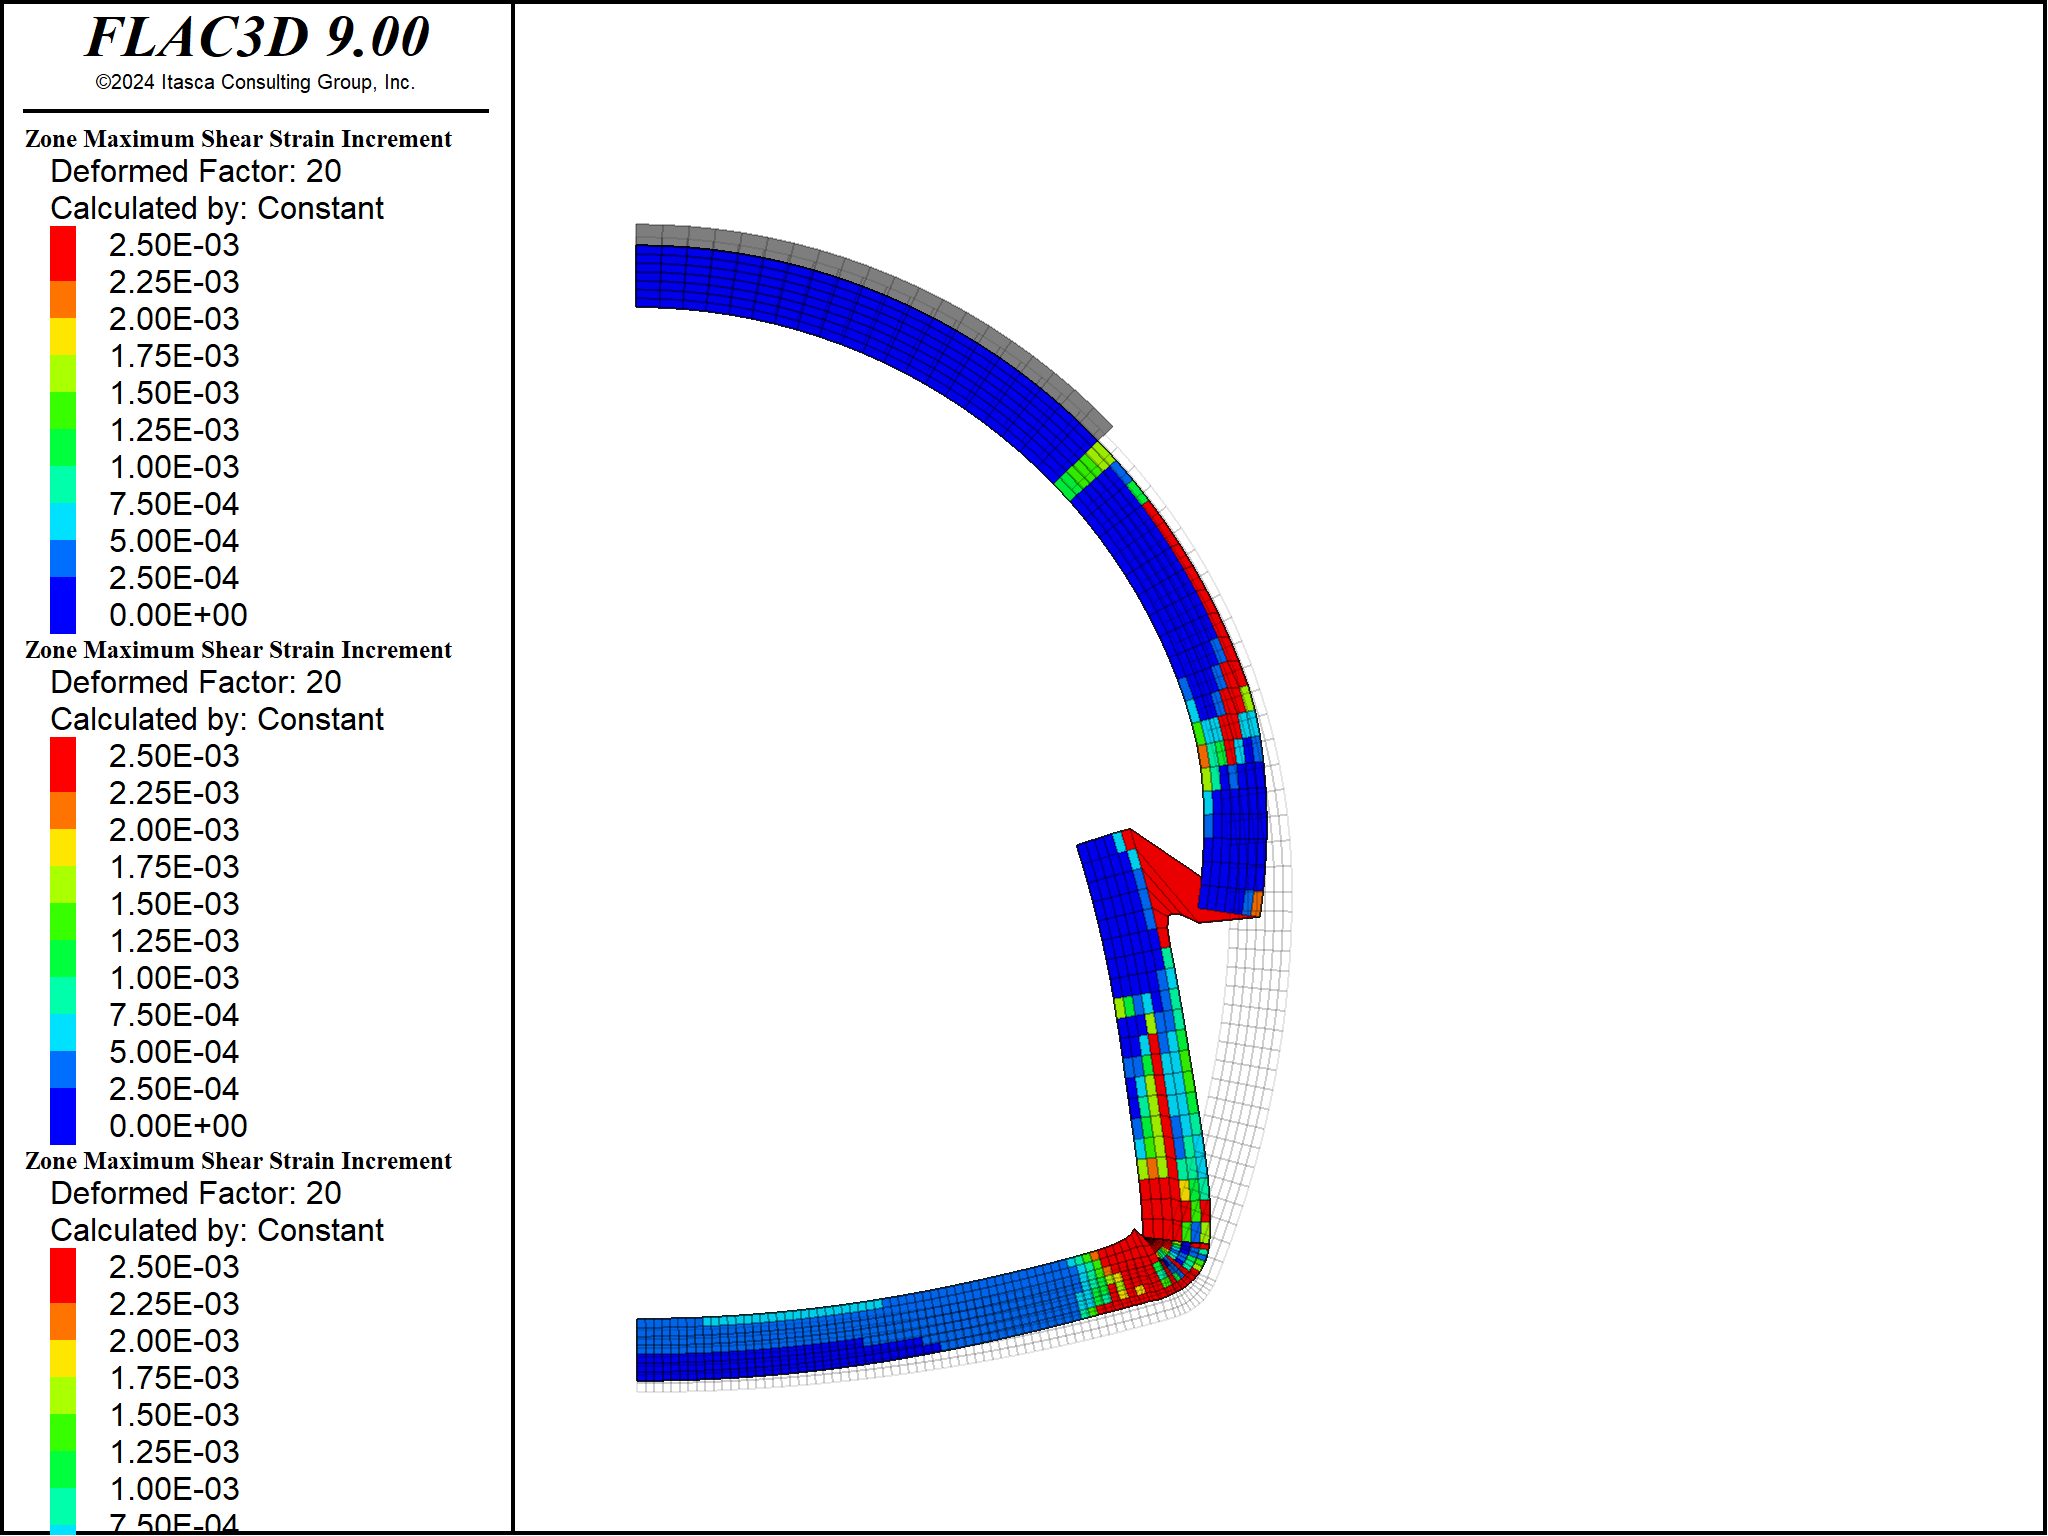 FLAC3D 9.00
©2024 Itasca Consulting Group, Inc.
Zone Maximum Shear Strain Increment
Deformed Factor: 20
Calculated by: Constant
2.50E-03
2.25E-03
2.00E-03
1.75E-03
1.50E-03
1.25E-03
1.00E-03
7.50E-04
5.00E-04
2.50E-04
0.00E+00
Zone Maximum Shear Strain Increment
Deformed Factor: 20
Calculated by: Constant
2.50E-03
2.25E-03
2.00E-03
1.75E-03
1.50E-03
1.25E-03
1.00E-03
7.50E-04
5.00E-04
2.50E-04
0.00E+00
Zone Maximum Shear Strain Increment
Deformed Factor: 20
Calculated by: Constant
2.50E-03
2.25E-03
2.00E-03
1.75E-03
1.50E-03
1.25E-03
1.00E-03
7.50E-04